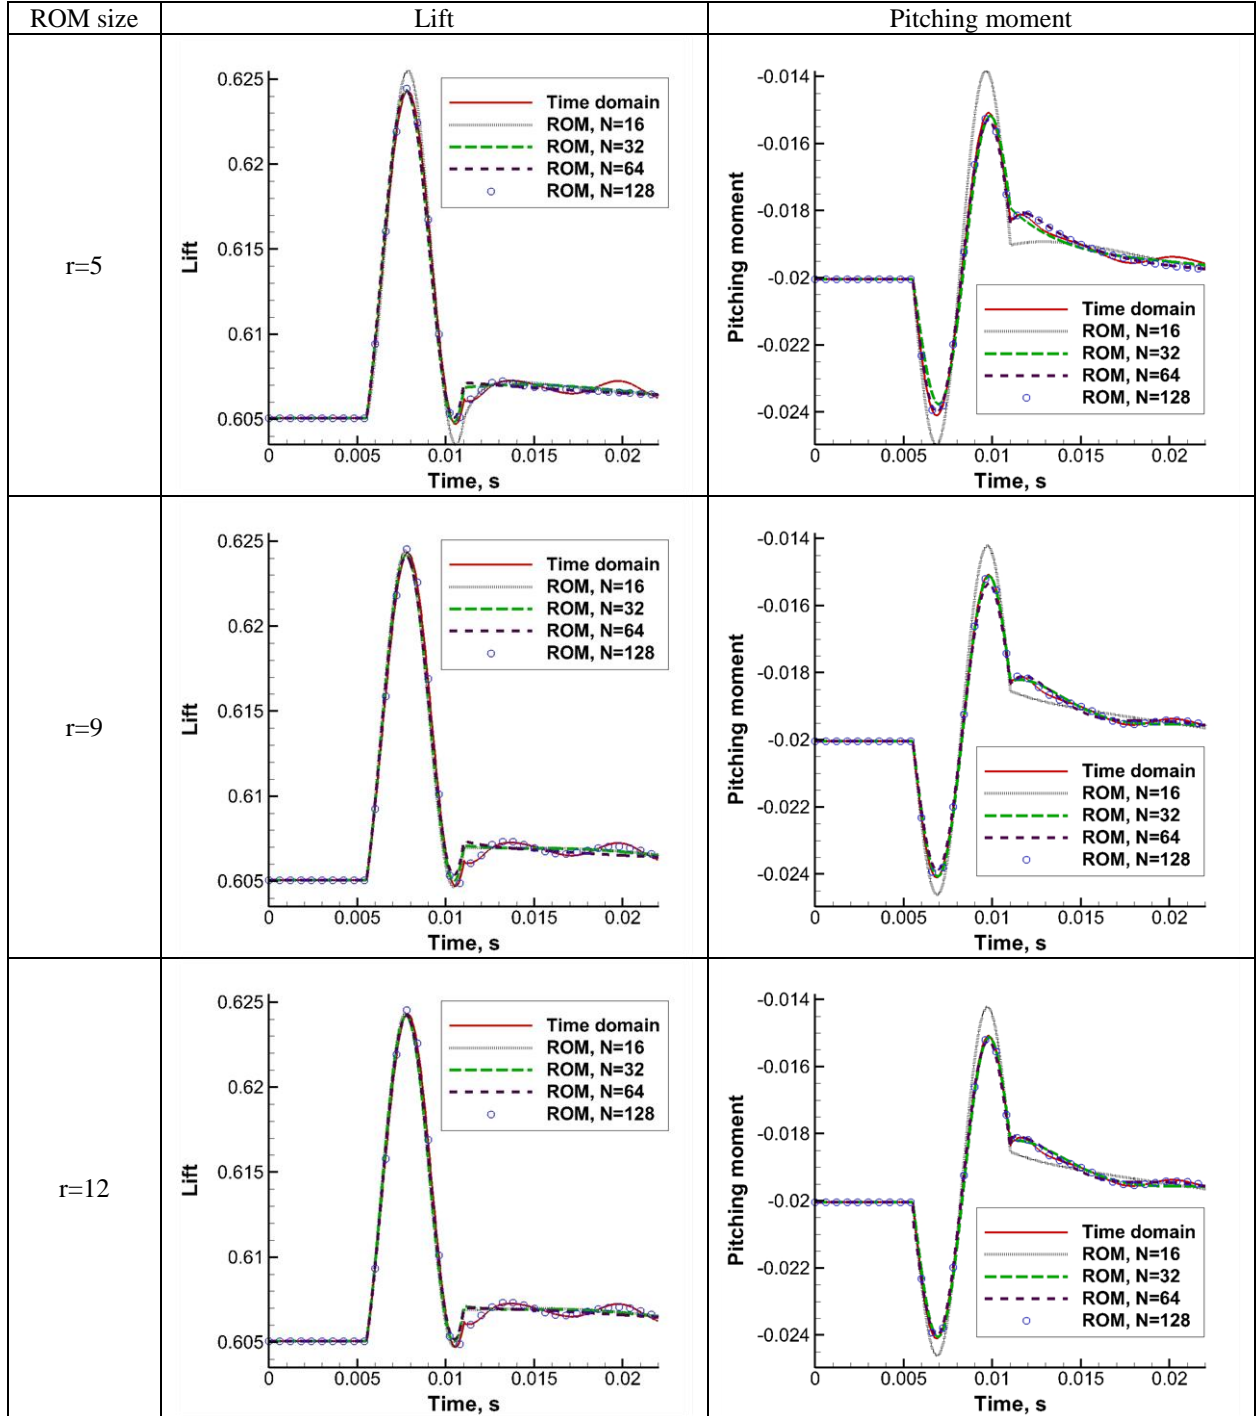 ROM size Lift Pitching moment
r=5
0.625
0.62
0.615
0.61
0.605
Lift
0 0.005 0.01 0.015 0.02
Time, s
Time domain
ROM, N=16
ROM, N=32
ROM, N=64
ROM, N=128
-0.014
-0.016
-0.018
-0.02
-0.022
-0.024
Pitching moment
0 0.005 0.01 0.015 0.02
Time, s
Time domain
ROM, N=16
ROM, N=32
ROM, N=64
ROM, N=128
r=9
0.625
0.62
0.615
0.61
0.605
Lift
0 0.005 0.01 0.015 0.02
Time, s
Time domain
ROM, N=16
ROM, N=32
ROM, N=64
ROM, N=128
-0.014
-0.016
-0.018
-0.02
-0.022
-0.024
Pitching moment
0 0.005 0.01 0.015 0.02
Time, s
Time domain
ROM, N=16
ROM, N=32
ROM, N=64
ROM, N=128
r=12
0.625
0.62
0.615
0.61
0.605
Lift
0 0.005 0.01 0.015 0.02
Time, s
Time domain
ROM, N=16
ROM, N=32
ROM, N=64
ROM, N=128
-0.014
-0.016
-0.018
-0.02
-0.022
-0.024
Pitching moment
0 0.005 0.01 0.015 0.02
Time, s
Time domain
ROM, N=16
ROM, N=32
ROM, N=64
ROM, N=128